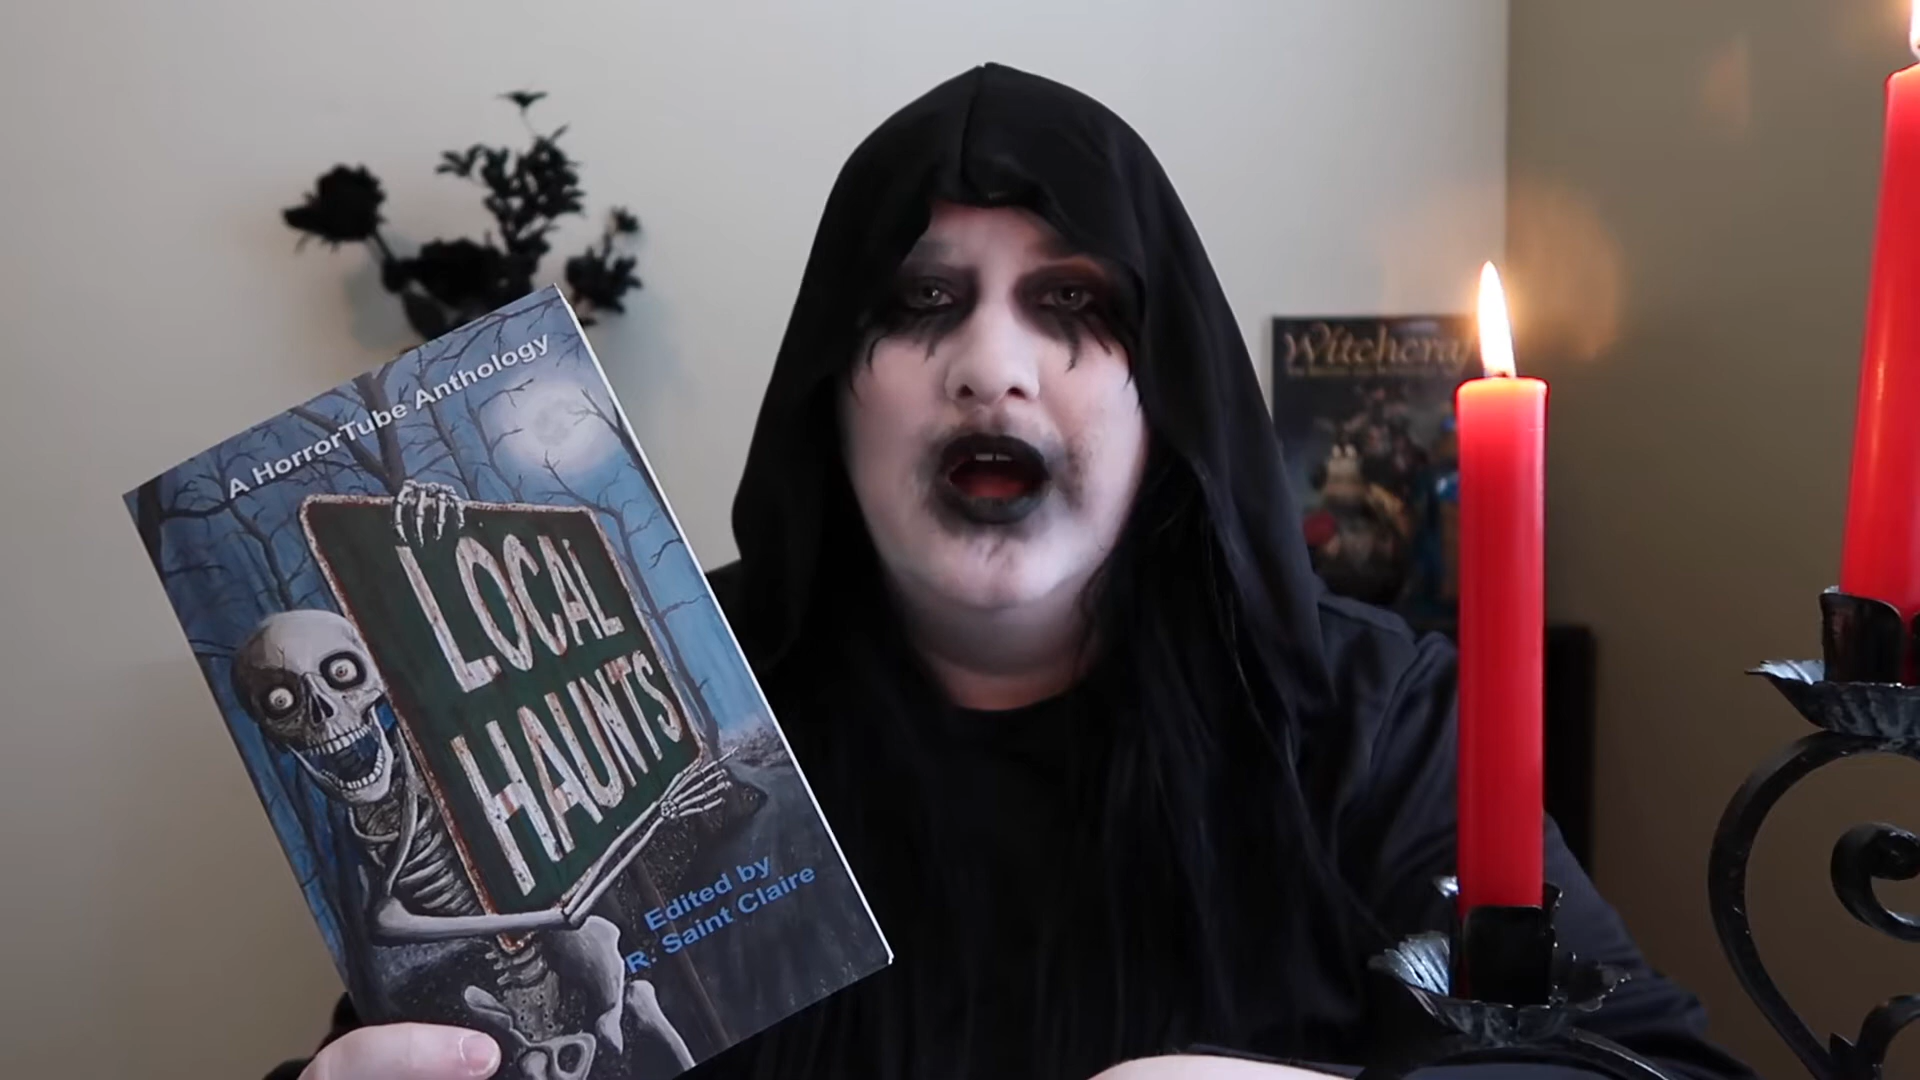 A HorrorTube Anthology
LOCAL
HAUNTS
Edited by
R. Saint Claire
Witchcraft